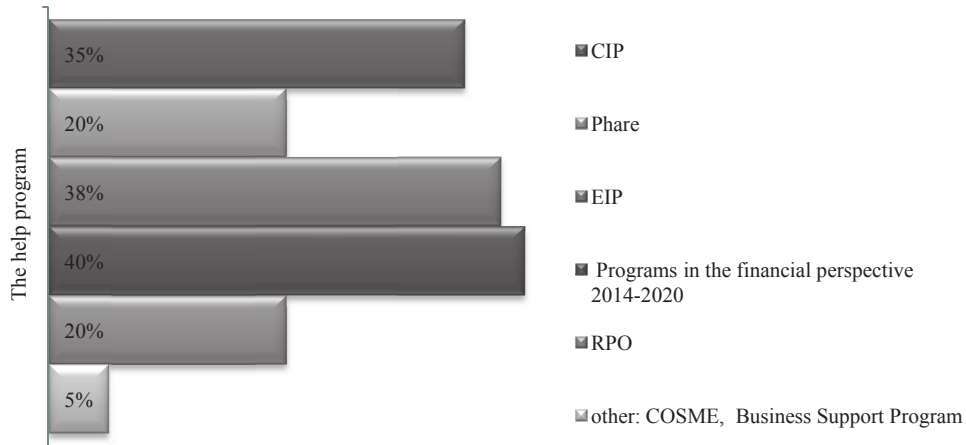 The help program
35%
20%
38%
40%
20%
5%
CIP
Phare
EIP
Programs in the financial perspective
2014-2020
RPO
other: COSME, Business Support Program